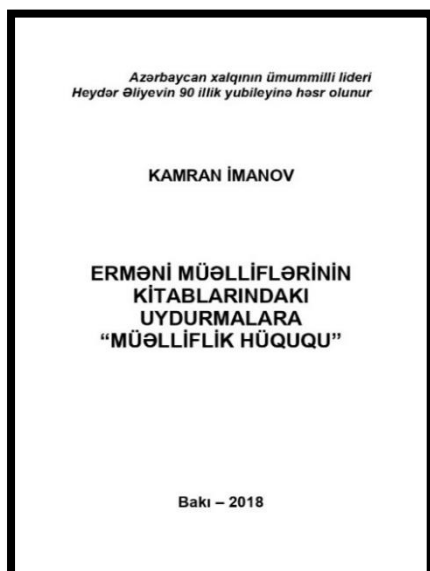 Azərbaycan xalqının ümummilli lideri
Heydər Əliyevin 90 illik yubileyinə həsr olunur
KAMRAN İMANOV
ERMƏNİ MÜƏLLİFLƏRİNİN
KİTABLARINDAKI
UYDURMALARA
“MÜƏLLİFLİK HÜQUQU”
Bakı – 2018